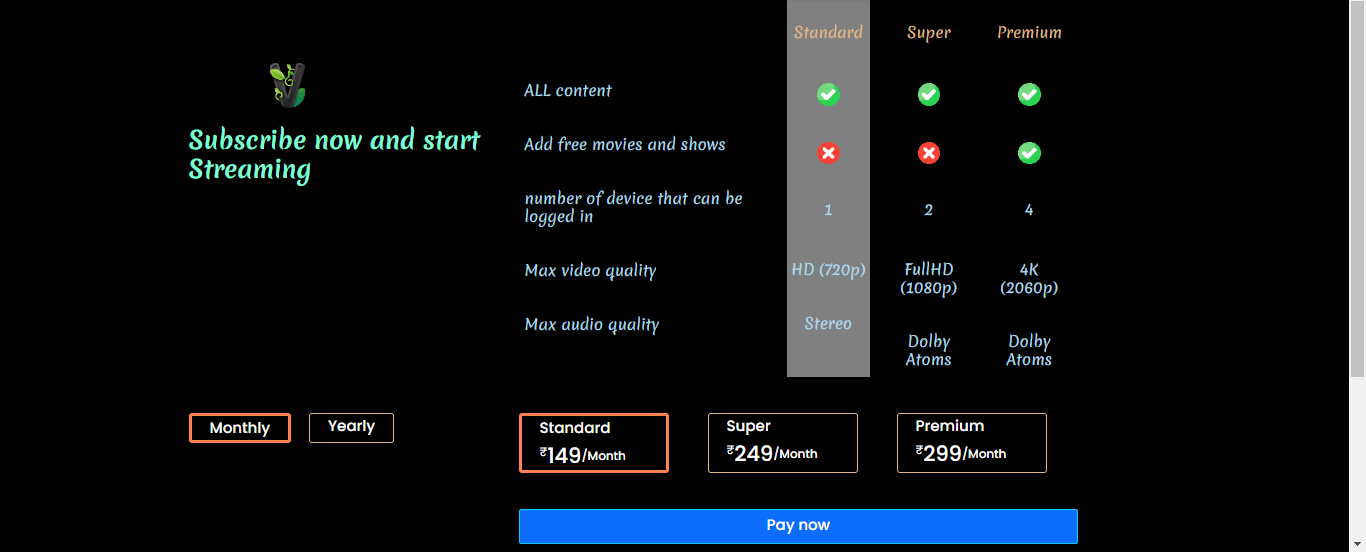 Standard Super Premium
ALL content
Subscribe now and start
Streaming
Add free movies and shows
number of device that can be
logged in
1 2 4
Max video quality
HD (720p) FullHD 4K
(1080p) (2060p)
Max audio quality
Stereo
Dolby Dolby
Atoms Atoms
Monthly Yearly
Standard Super Premium
₹149/Month ₹249/Month ₹299/Month
Pay now